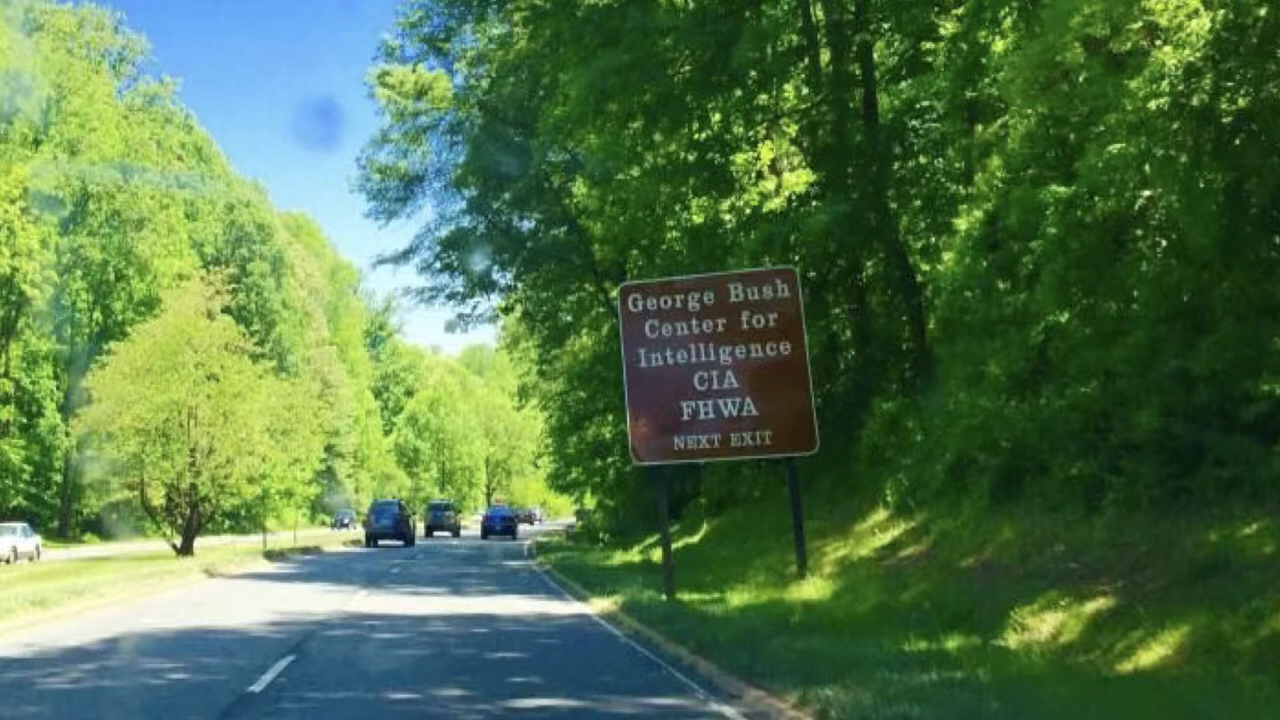 George Bush
Center for
Intelligence
CIA
FHWA
NEXT EXIT